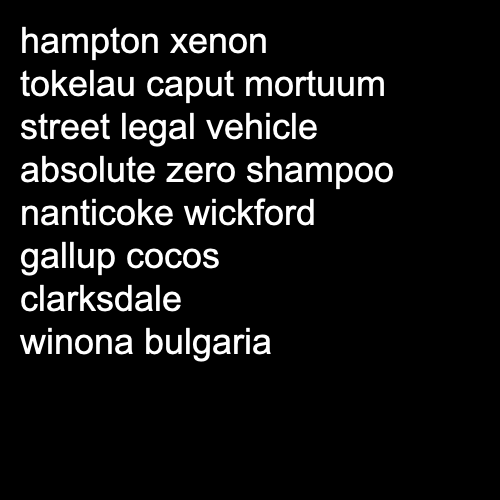 hampton xenon
tokelau caput mortuum
street legal vehicle
absolute zero shampoo
nanticoke wickford
gallup cocos
clarksdale
winona bulgaria